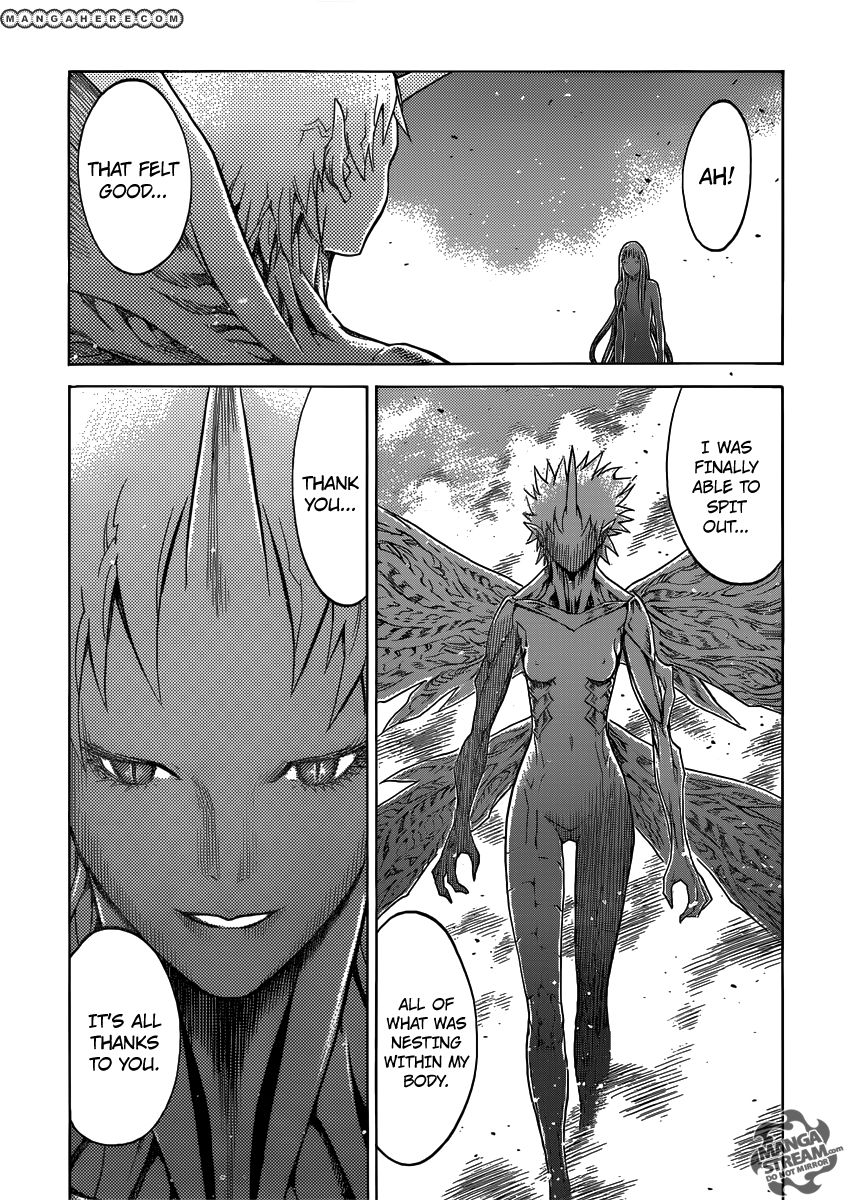 MANGAHERE.COM
AH!
THAT FELT
GOOD...
I WAS
FINALLY
ABLE TO
SPIT
OUT...
ALL OF
WHAT WAS
NESTING
WITHIN MY
BODY.
THANK
YOU...
IT'S ALL
THANKS
TO YOU.
MANGA
STREAM.com
DO NOT MIRROR